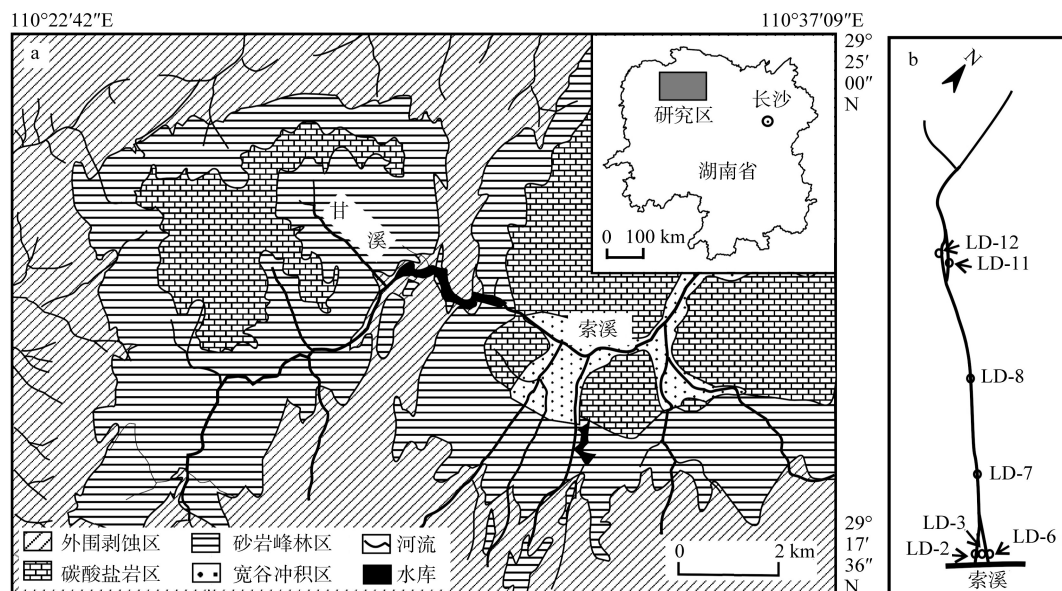 110°22′42″E
110°37′09″E
a
29°
25′
00″
N
研究区
长沙
湖南省
0 100 km
甘
溪
索溪
29°
17′
36″
N
外围剥蚀区
砂岩峰林区
河流
碳酸盐岩区
宽谷冲积区
水库
0 2 km
b
N
LD-12
LD-11
LD-8
LD-7
LD-3
LD-6
LD-2
索溪